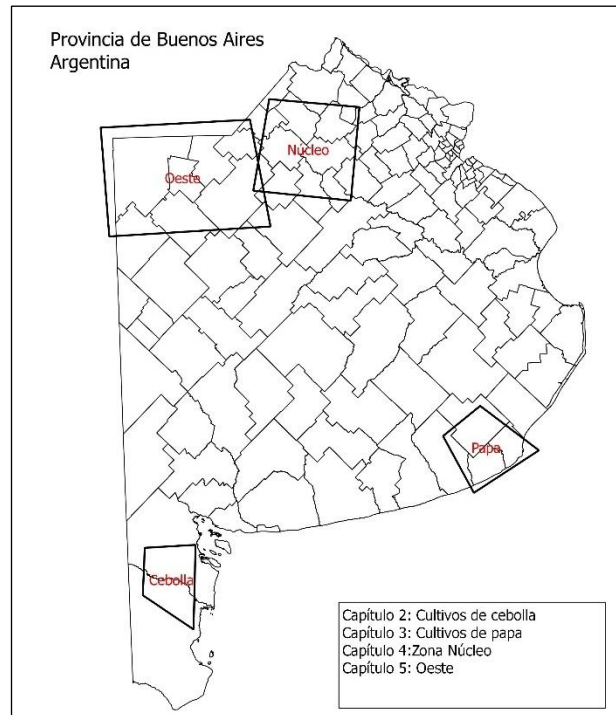 Provincia de Buenos Aires
Argentina
Núcleo
Oeste
Papa
Cebolla
Capítulo 2: Cultivos de cebolla
Capítulo 3: Cultivos de papa
Capítulo 4:Zona Núcleo
Capítulo 5: Oeste